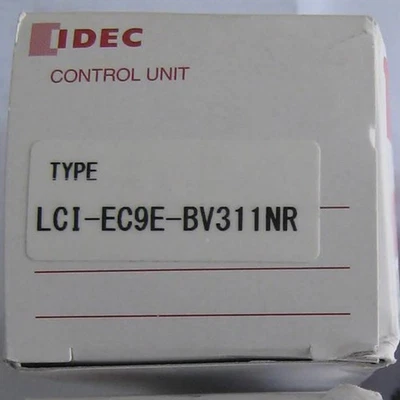 IDEC
CONTROL UNIT
TYPE
LCI-EC9E-BV311NR